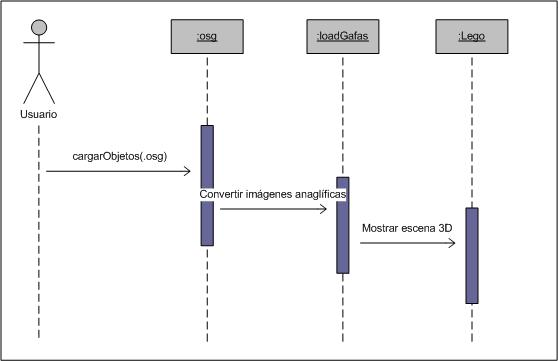 :osg
:loadGafas
:Lego
Usuario
cargarObjetos(.osg)
Convertir imágenes anaglíficas
Mostrar escena 3D